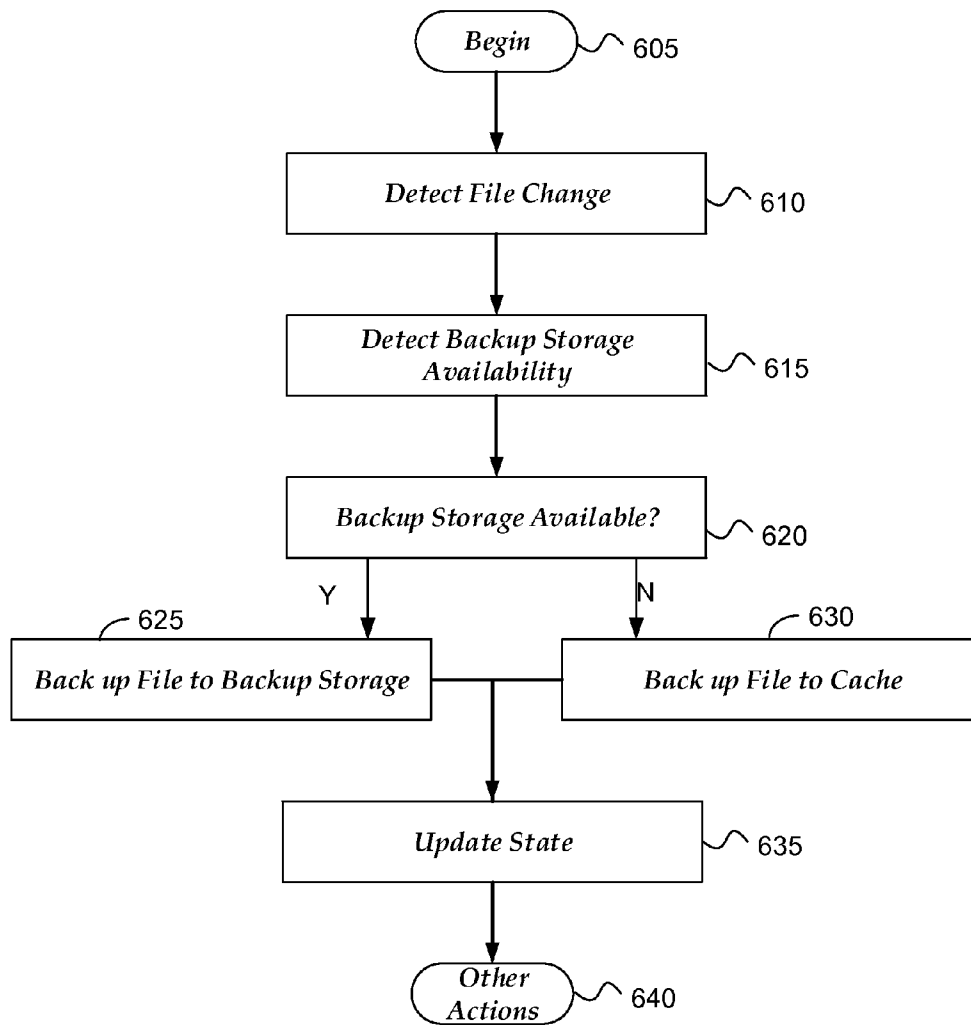 Begin
605
Detect File Change
610
Detect Backup Storage
Availability
615
Backup Storage Available?
620
Y
N
625
630
Back up File to Backup Storage
Back up File to Cache
Update State
635
Other
Actions
640